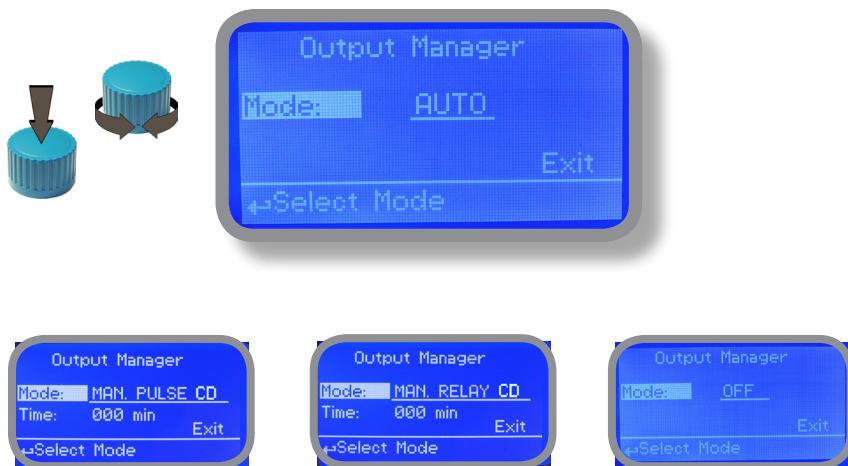 Output Manager
Mode: AUTO
Exit
↵Select Mode
Output Manager
Mode: MAN. PULSE CD
Time: 000 min
Exit
↵Select Mode
Output Manager
Mode: MAN. RELAY CD
Time: 000 min
Exit
↵Select Mode
Output Manager
Mode: OFF
Exit
↵Select Mode